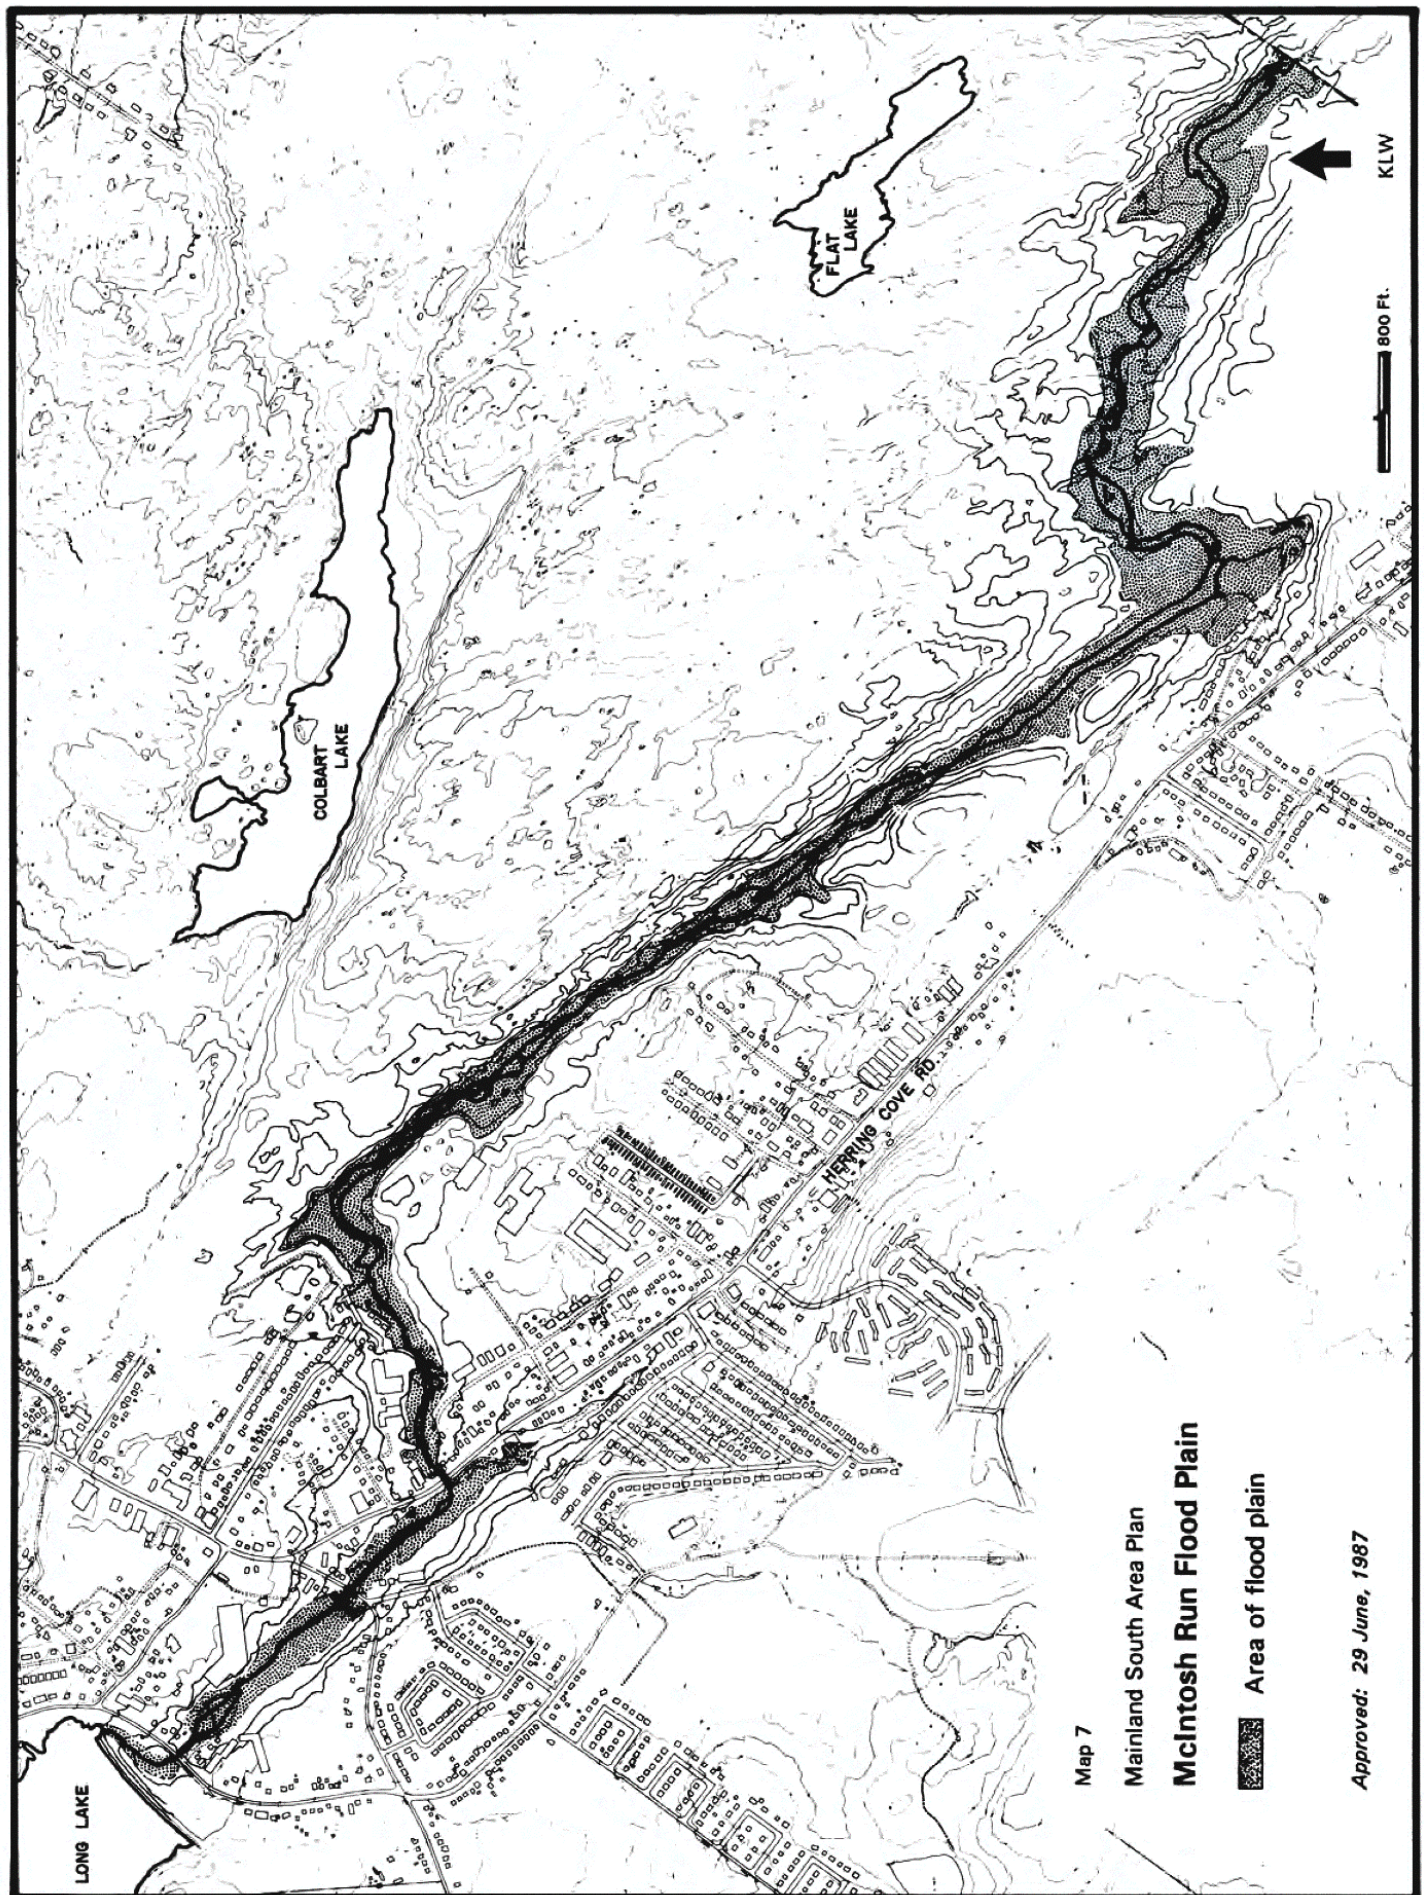 LONG LAKE
COLBART
LAKE
FLAT
LAKE
HERRING COVE RD.
Map 7
Mainland South Area Plan
McIntosh Run Flood Plain
Area of flood plain
Approved: 29 June, 1987
800 Ft.
KLW